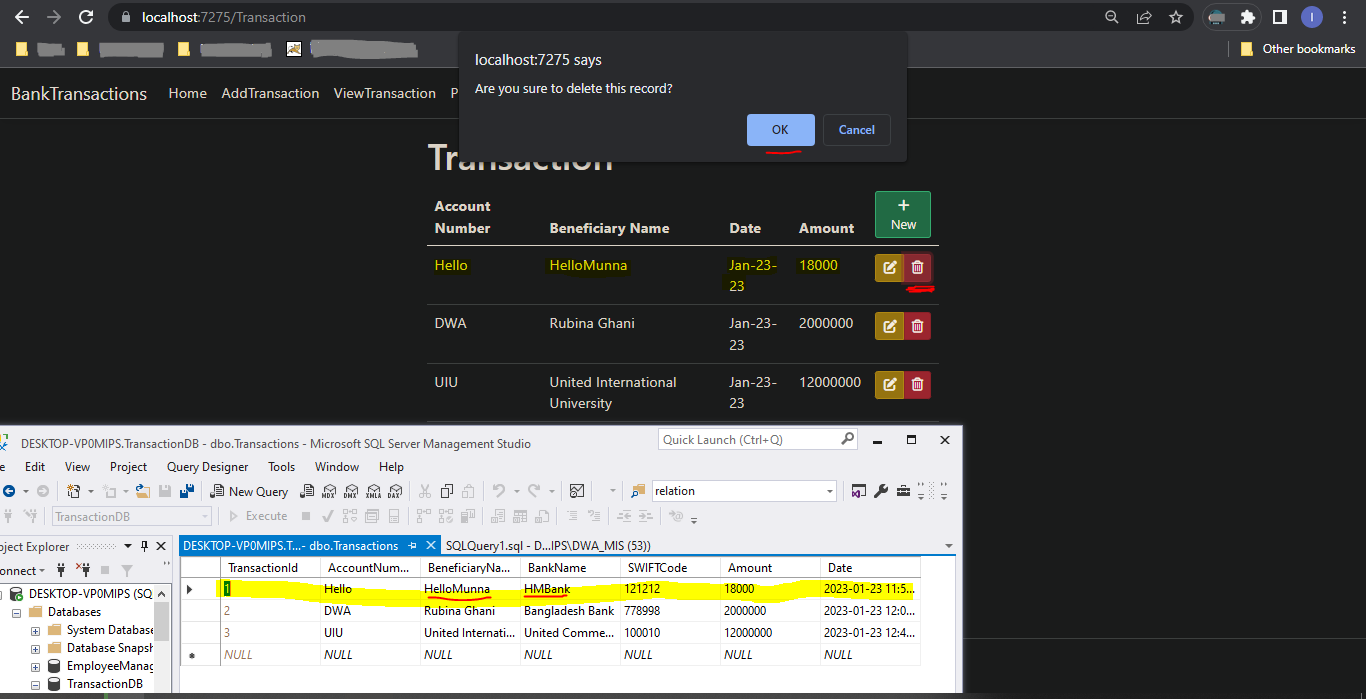 localhost:7275/Transaction
I
Other bookmarks
localhost:7275 says
Are you sure to delete this record?
OK Cancel
BankTransactions Home AddTransaction ViewTransaction P
Transaction
Account Number Beneficiary Name Date Amount
+ New
Hello HelloMunna Jan-23-23 18000
DWA Rubina Ghani Jan-23-23 2000000
UIU United International University Jan-23-23 12000000
DESKTOP-VP0MIPS.TransactionDB - dbo.Transactions - Microsoft SQL Server Management Studio
Quick Launch (Ctrl+Q)
e Edit View Project Query Designer Tools Window Help
New Query MDX DMX XMLA DAX relation
TransactionDB Execute
oject Explorer
DESKTOP-VP0MIPS.T...- dbo.Transactions SQLQuery1.sql - D...IPS\DWA_MIS (53))
onnect
DESKTOP-VP0MIPS (SQ
Databases
System Database
Database Snapsh
EmployeeManag
TransactionDB
TransactionId AccountNum... BeneficiaryNa... BankName SWIFTCode Amount Date
1 Hello HelloMunna HMBank 121212 18000 2023-01-23 11:5...
2 DWA Rubina Ghani Bangladesh Bank 778998 2000000 2023-01-23 12:0...
3 UIU United Internati... United Comme... 100010 12000000 2023-01-23 12:4...
NULL NULL NULL NULL NULL NULL NULL